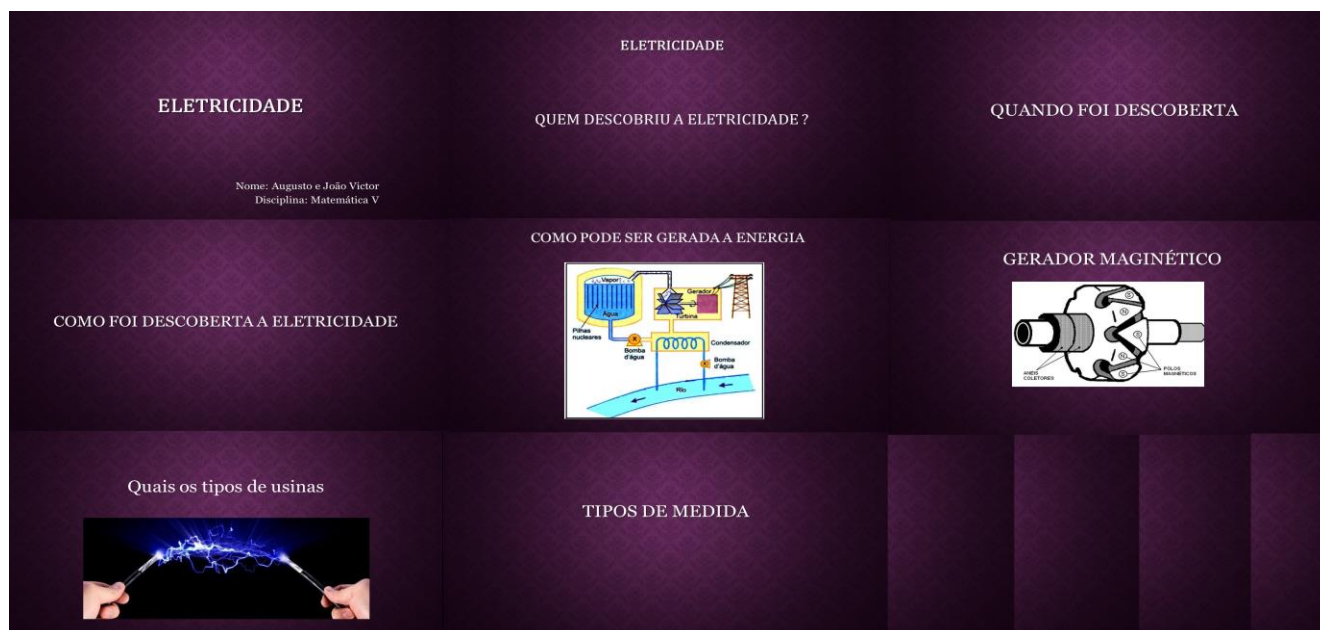 ELETRICIDADE
Nome: Augusto e João Victor
Disciplina: Matemática V
ELETRICIDADE
QUEM DESCOBRIU A ELETRICIDADE ?
QUANDO FOI DESCOBERTA
COMO FOI DESCOBERTA A ELETRICIDADE
COMO PODE SER GERADA A ENERGIA
Vapor
Água
Pilhas
nucleares
Gerador
Turbina
Bomba
d'água
Condensador
Bomba
d'água
Rio
GERADOR MAGINÉTICO
S
N
S
N
S
ANEIS
COLETORES
POLOS
MAGNÉTICOS
Quais os tipos de usinas
TIPOS DE MEDIDA